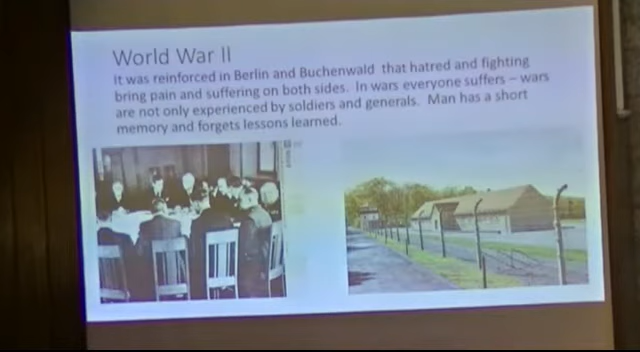 World War II
It was reinforced in Berlin and Buchenwald that hatred and fighting
bring pain and suffering on both sides. In wars everyone suffers – wars
are not only experienced by soldiers and generals. Man has a short
memory and forgets lessons learned.